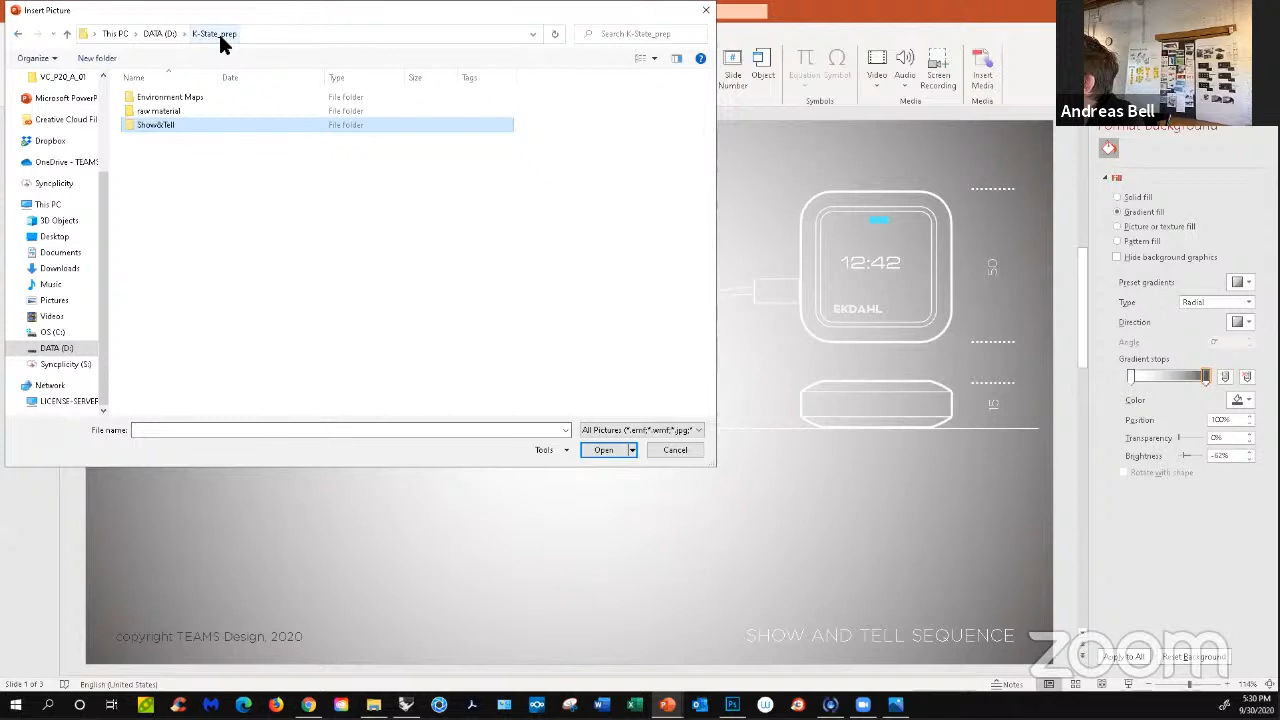 Insert Picture
This PC > DATA (D:) > K-State_prep
Search K-State_prep
Organize
New folder
Name
Date
Type
Size
Tags
VC_P20_A_01
Microsoft PowerP
Creative Cloud Fil
Dropbox
OneDrive - TEAMS
Syncplicity
This PC
3D Objects
Desktop
Documents
Downloads
Music
Pictures
Videos
OS (C:)
DATA (D:)
Syncplicity (S:)
Network
LICENSE-SERVER
Environment Maps File folder
raw material File folder
Show&Tell File folder
File name:
All Pictures (*.emf;*.wmf;*.jpg;*
Tools
Open
Cancel
Slide Number
Object
Equation
Symbol
Symbols
Video
Audio
Screen Recording
Media
Insert Media
Media
Andreas Bell
Format Background
Fill
Solid fill
Gradient fill
Picture or texture fill
Pattern fill
Hide background graphics
Preset gradients
Type
Radial
Direction
Angle
0°
Gradient stops
Color
Position
100%
Transparency
0%
Brightness
-62%
Rotate with shape
12:42
EKDAHL
50
15
copyright TEAMS Design, 2020
SHOW AND TELL SEQUENCE
zoom
Apply to All
Reset Background
Slide 1 of 3
English (United States)
Notes
114%
5:30 PM
9/30/2020